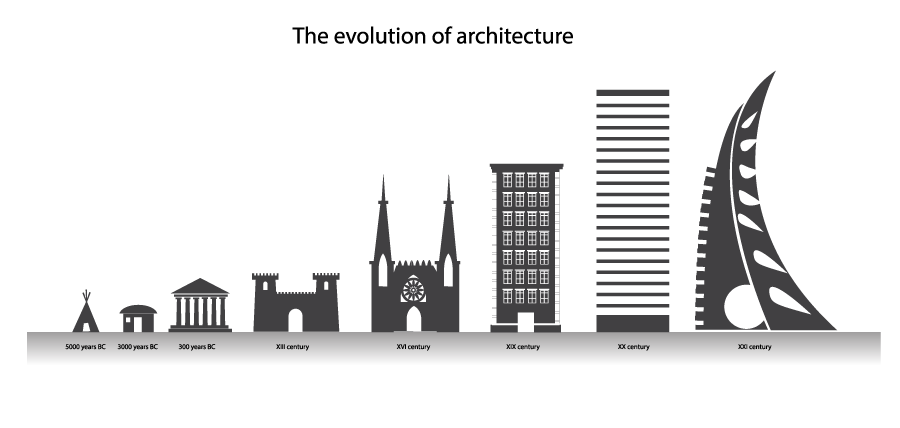 The evolution of architecture
5000 years BC
3000 years BC
300 years BC
XIII century
XVI century
XIX century
XX century
XXI century